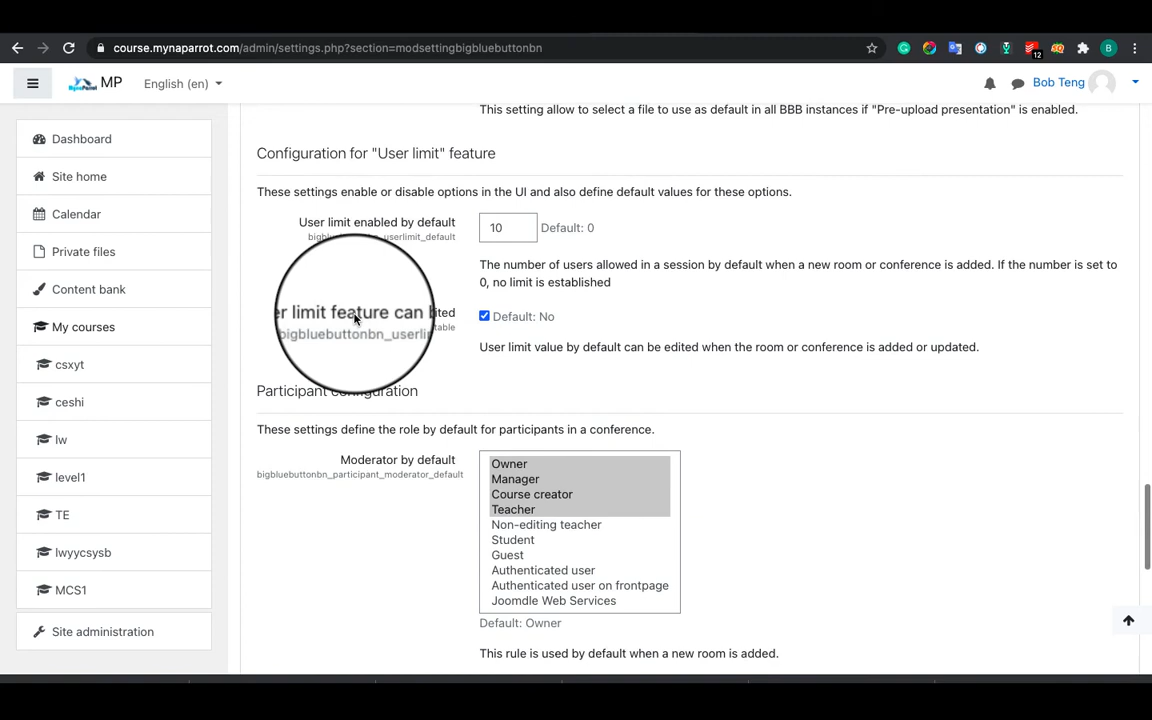 course.mynaparrot.com/admin/settings.php?section=modsettingbigbluebuttonbn
12
B
MP
English (en)
Bob Teng
Dashboard
Site home
Calendar
Private files
Content bank
My courses
csxyt
ceshi
lw
level1
TE
lwyycsysb
MCS1
Site administration
This setting allow to select a file to use as default in all BBB instances if "Pre-upload presentation" is enabled.
Configuration for "User limit" feature
These settings enable or disable options in the UI and also define default values for these options.
User limit enabled by default
userlimit_default
10
Default: 0
The number of users allowed in a session by default when a new room or conference is added. If the number is set to
0, no limit is established
er limit feature can
ited
bigbluebuttonbn_userli
table
Default: No
User limit value by default can be edited when the room or conference is added or updated.
Participant configuration
These settings define the role by default for participants in a conference.
Moderator by default
bigbluebuttonbn_participant_moderator_default
Owner
Manager
Course creator
Teacher
Non-editing teacher
Student
Guest
Authenticated user
Authenticated user on frontpage
Joomdle Web Services
Default: Owner
This rule is used by default when a new room is added.